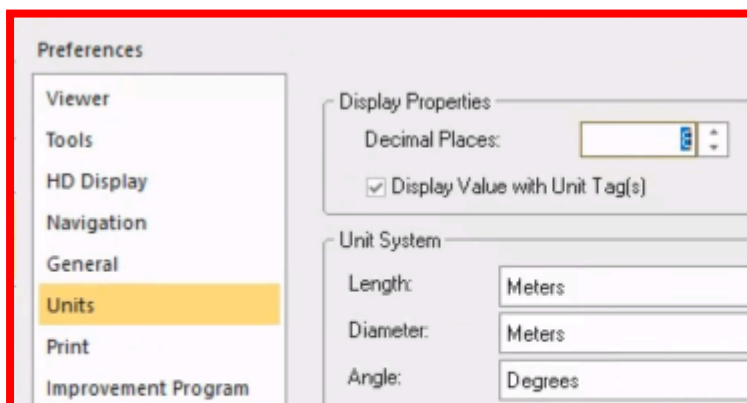 Preferences
Viewer
Tools
HD Display
Navigation
General
Units
Print
Improvement Program
Display Properties
Decimal Places:
Display Value with Unit Tag(s)
Unit System
Length: Meters
Diameter: Meters
Angle: Degrees